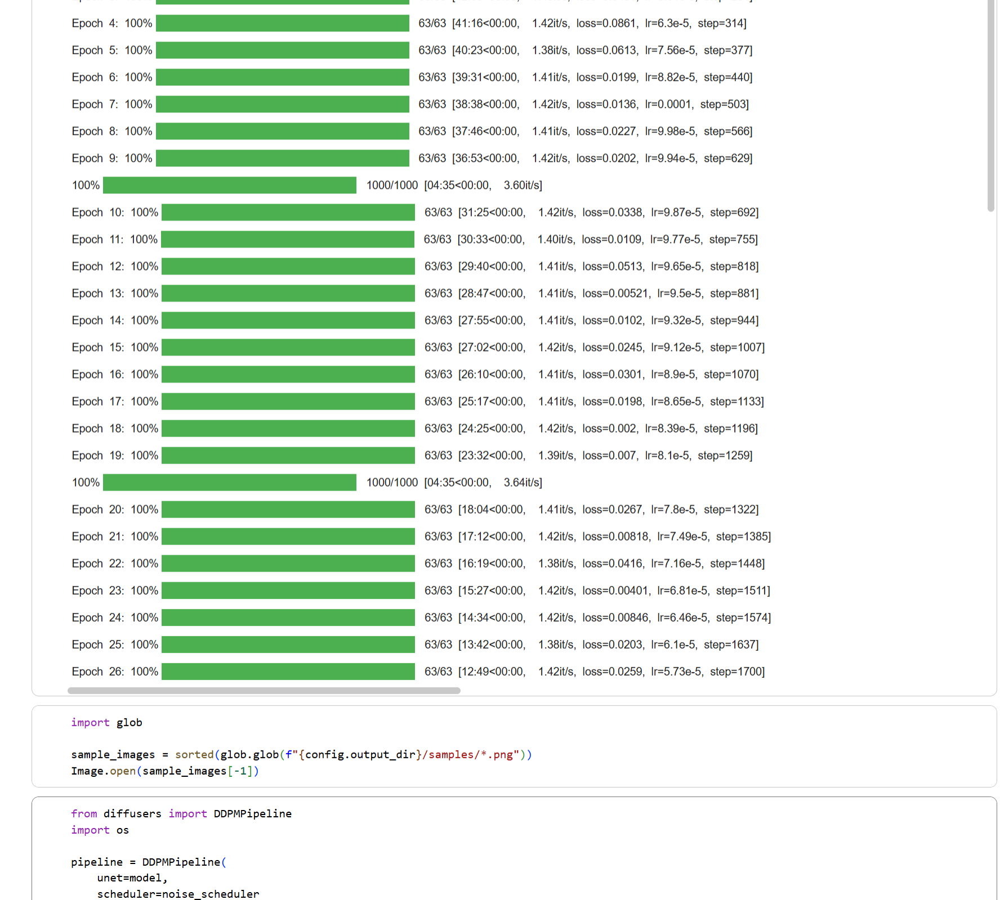 Epoch 4: 100% 63/63 [41:16<00:00, 1.42it/s, loss=0.0861, lr=6.3e-5, step=314]
Epoch 5: 100% 63/63 [40:23<00:00, 1.38it/s, loss=0.0613, lr=7.56e-5, step=377]
Epoch 6: 100% 63/63 [39:31<00:00, 1.41it/s, loss=0.0199, lr=8.82e-5, step=440]
Epoch 7: 100% 63/63 [38:38<00:00, 1.42it/s, loss=0.0136, lr=0.0001, step=503]
Epoch 8: 100% 63/63 [37:46<00:00, 1.41it/s, loss=0.0227, lr=9.98e-5, step=566]
Epoch 9: 100% 63/63 [36:53<00:00, 1.42it/s, loss=0.0202, lr=9.94e-5, step=629]
100% 1000/1000 [04:35<00:00, 3.60it/s]
Epoch 10: 100% 63/63 [31:25<00:00, 1.42it/s, loss=0.0338, lr=9.87e-5, step=692]
Epoch 11: 100% 63/63 [30:33<00:00, 1.40it/s, loss=0.0109, lr=9.77e-5, step=755]
Epoch 12: 100% 63/63 [29:40<00:00, 1.41it/s, loss=0.0513, lr=9.65e-5, step=818]
Epoch 13: 100% 63/63 [28:47<00:00, 1.41it/s, loss=0.00521, lr=9.5e-5, step=881]
Epoch 14: 100% 63/63 [27:55<00:00, 1.41it/s, loss=0.0102, lr=9.32e-5, step=944]
Epoch 15: 100% 63/63 [27:02<00:00, 1.42it/s, loss=0.0245, lr=9.12e-5, step=1007]
Epoch 16: 100% 63/63 [26:10<00:00, 1.41it/s, loss=0.0301, lr=8.9e-5, step=1070]
Epoch 17: 100% 63/63 [25:17<00:00, 1.41it/s, loss=0.0198, lr=8.65e-5, step=1133]
Epoch 18: 100% 63/63 [24:25<00:00, 1.42it/s, loss=0.002, lr=8.39e-5, step=1196]
Epoch 19: 100% 63/63 [23:32<00:00, 1.39it/s, loss=0.007, lr=8.1e-5, step=1259]
100% 1000/1000 [04:35<00:00, 3.64it/s]
Epoch 20: 100% 63/63 [18:04<00:00, 1.41it/s, loss=0.0267, lr=7.8e-5, step=1322]
Epoch 21: 100% 63/63 [17:12<00:00, 1.42it/s, loss=0.00818, lr=7.49e-5, step=1385]
Epoch 22: 100% 63/63 [16:19<00:00, 1.38it/s, loss=0.0416, lr=7.16e-5, step=1448]
Epoch 23: 100% 63/63 [15:27<00:00, 1.42it/s, loss=0.00401, lr=6.81e-5, step=1511]
Epoch 24: 100% 63/63 [14:34<00:00, 1.42it/s, loss=0.00846, lr=6.46e-5, step=1574]
Epoch 25: 100% 63/63 [13:42<00:00, 1.38it/s, loss=0.0203, lr=6.1e-5, step=1637]
Epoch 26: 100% 63/63 [12:49<00:00, 1.42it/s, loss=0.0259, lr=5.73e-5, step=1700]
import glob
sample_images = sorted(glob.glob(f"{config.output_dir}/samples/*.png"))
Image.open(sample_images[-1])
from diffusers import DDPMPipeline
import os
pipeline = DDPMPipeline(
unet=model,
scheduler=noise_scheduler